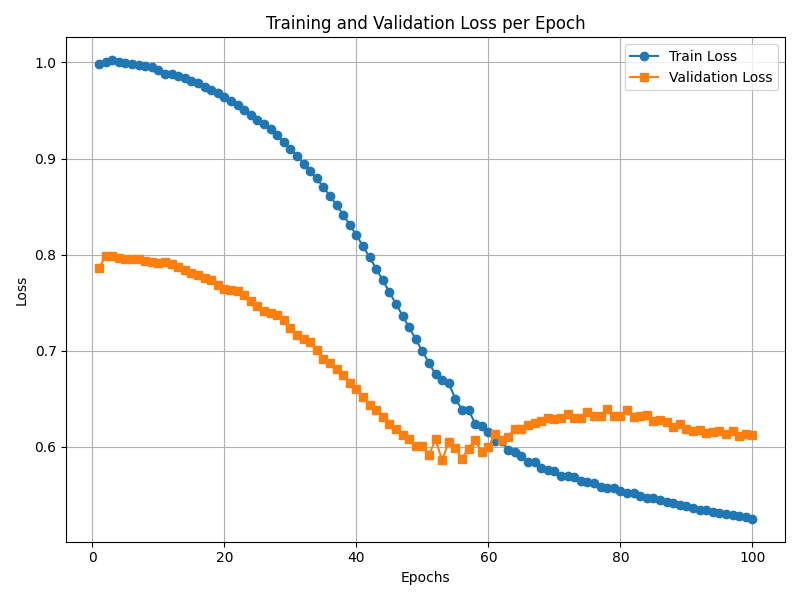 Training and Validation Loss per Epoch
Train Loss
Validation Loss
1.0
0.9
0.8
0.7
0.6
Loss
0 20 40 60 80 100
Epochs